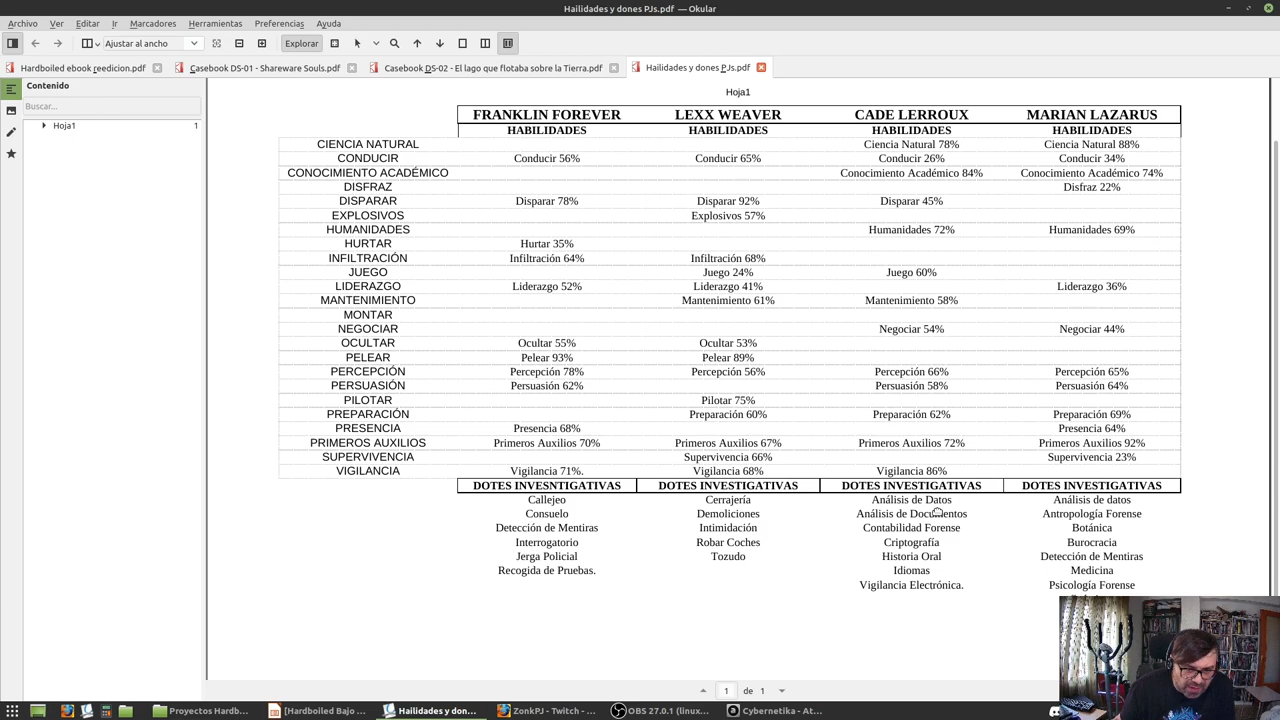 Hailidades y dones PJs.pdf — Okular
Archivo Ver Editar Ir Marcadores Herramientas Preferencias Ayuda
Ajustar al ancho Explorar
Hardboiled ebook reedicion.pdf Casebook DS-01 - Shareware Souls.pdf Casebook DS-02 - El lago que flotaba sobre la Tierra.pdf Hailidades y dones PJs.pdf
Contenido
Buscar...
Hoja1 1
Hoja1
FRANKLIN FOREVER LEXX WEAVER CADE LERROUX MARIAN LAZARUS
HABILIDADES HABILIDADES HABILIDADES HABILIDADES
CIENCIA NATURAL Ciencia Natural 78% Ciencia Natural 88%
CONDUCIR Conducir 56% Conducir 65% Conducir 26% Conducir 34%
CONOCIMIENTO ACADÉMICO Conocimiento Académico 84% Conocimiento Académico 74%
DISFRAZ Disfraz 22%
DISPARAR Disparar 78% Disparar 92% Disparar 45%
EXPLOSIVOS Explosivos 57%
HUMANIDADES Humanidades 72% Humanidades 69%
HURTAR Hurtar 35%
INFILTRACIÓN Infiltración 64% Infiltración 68%
JUEGO Juego 24% Juego 60%
LIDERAZGO Liderazgo 52% Liderazgo 41% Liderazgo 36%
MANTENIMIENTO Mantenimiento 61% Mantenimiento 58%
MONTAR
NEGOCIAR Negociar 54% Negociar 44%
OCULTAR Ocultar 55% Ocultar 53%
PELEAR Pelear 93% Pelear 89%
PERCEPCIÓN Percepción 78% Percepción 56% Percepción 66% Percepción 65%
PERSUASIÓN Persuasión 62% Persuasión 58% Persuasión 64%
PILOTAR Pilotar 75%
PREPARACIÓN Preparación 60% Preparación 62% Preparación 69%
PRESENCIA Presencia 68% Presencia 64%
PRIMEROS AUXILIOS Primeros Auxilios 70% Primeros Auxilios 67% Primeros Auxilios 72% Primeros Auxilios 92%
SUPERVIVENCIA Supervivencia 66% Supervivencia 23%
VIGILANCIA Vigilancia 71%. Vigilancia 68% Vigilancia 86%
DOTES INVESNTIGATIVAS DOTES INVESTIGATIVAS DOTES INVESTIGATIVAS DOTES INVESTIGATIVAS
Callejeo Cerrajería Análisis de Datos Análisis de datos
Consuelo Demoliciones Análisis de Documentos Antropología Forense
Detección de Mentiras Intimidación Contabilidad Forense Botánica
Interrogatorio Robar Coches Criptografía Burocracia
Jerga Policial Tozudo Historia Oral Detección de Mentiras
Recogida de Pruebas. Idiomas Medicina
Vigilancia Electrónica. Psicología Forense
1 de 1
Proyectos Hardb... [Hardboiled Bajo ... Hailidades y don... ZonkPJ - Twitch - ... OBS 27.0.1 (linux... Cybernetika - At...